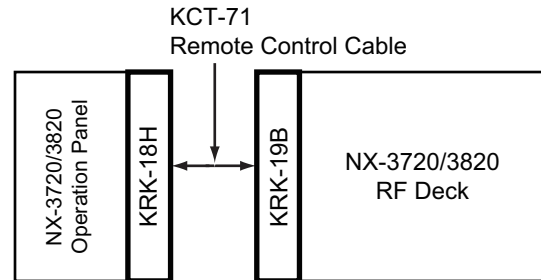 KCT-71
Remote Control Cable
NX-3720/3820
Operation Panel
KRK-18H
KRK-19B
NX-3720/3820
RF Deck